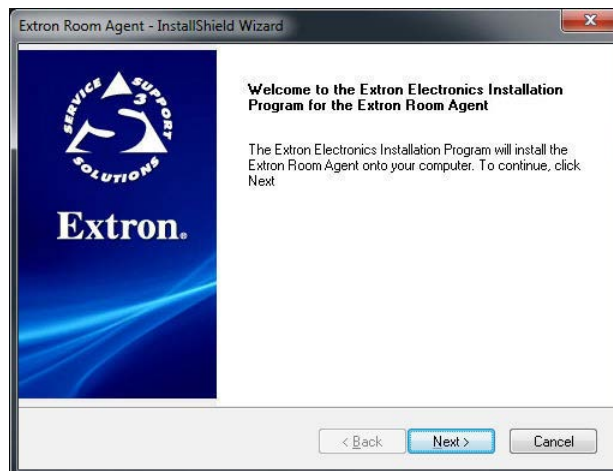 Extron Room Agent - InstallShield Wizard
SERVICE SUPPORT SOLUTIONS
S3
Extron®
Welcome to the Extron Electronics Installation
Program for the Extron Room Agent
The Extron Electronics Installation Program will install the
Extron Room Agent onto your computer. To continue, click
Next
< Back
Next >
Cancel